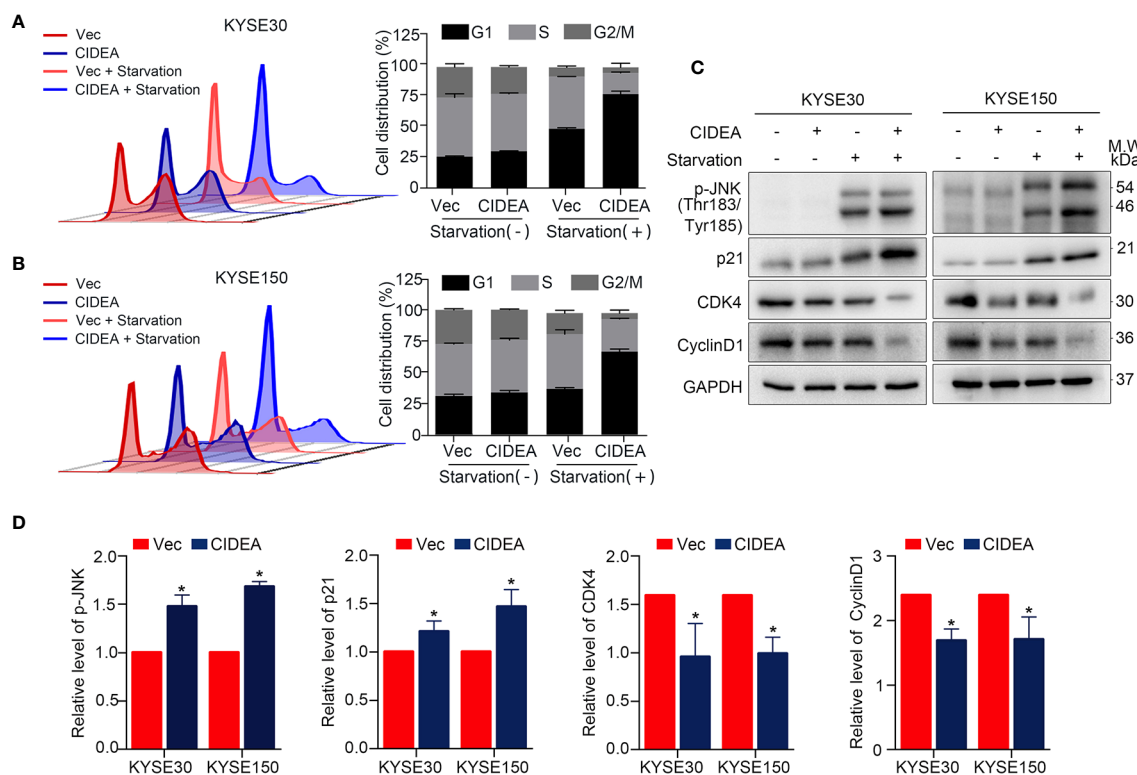 A
KYSE30
Vec
CIDEA
Vec + Starvation
CIDEA + Starvation
G1 S G2/M
Cell distribution (%)
125
100
75
50
25
0
Vec CIDEA Vec CIDEA
Starvation(-) Starvation(+)
B
KYSE150
Vec
CIDEA
Vec + Starvation
CIDEA + Starvation
G1 S G2/M
Cell distribution (%)
125
100
75
50
25
0
Vec CIDEA Vec CIDEA
Starvation(-) Starvation(+)
C
KYSE30 KYSE150
CIDEA - + - + - + - +
Starvation - - + + - - + +
M.W
kDa
p-JNK
(Thr183/
Tyr185)
54
46
p21 21
CDK4 30
CyclinD1 36
GAPDH 37
D
Vec CIDEA
Relative level of p-JNK
2.0
1.5
1.0
0.5
0.0
* *
KYSE30 KYSE150
Vec CIDEA
Relative level of p21
2.0
1.5
1.0
0.5
0.0
* *
KYSE30 KYSE150
Vec CIDEA
Relative level of CDK4
2.0
1.5
1.0
0.5
0.0
* *
KYSE30 KYSE150
Vec CIDEA
Relative level of CyclinD1
3
2
1
0
* *
KYSE30 KYSE150